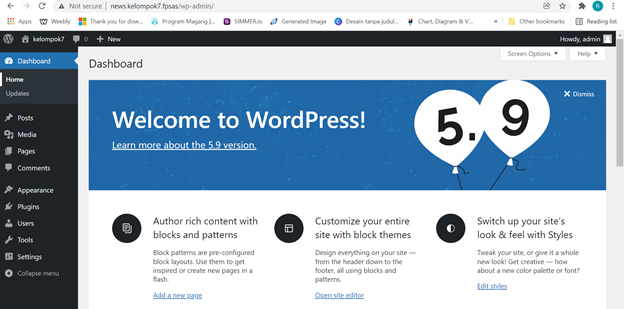 Not secure | news.kelompok7.fpsas/wp-admin/
Apps
Weebly
Thank you for dow...
Program Magang |...
SIMMER.io
Generated Image
Desain tanpa judul...
Chart, Diagram & V...
»
Other bookmarks
Reading list
kelompok7
0
+ New
Howdy, admin
Dashboard
Home
Updates
Posts
Media
Pages
Comments
Appearance
Plugins
Users
Tools
Settings
Collapse menu
Screen Options ▼
Help ▼
Dashboard
Welcome to WordPress!
Learn more about the 5.9 version.
5.9
Dismiss
Author rich content with
blocks and patterns
Block patterns are pre-configured
block layouts. Use them to get
inspired or create new pages in a
flash.
Add a new page
Customize your entire
site with block themes
Design everything on your site —
from the header down to the
footer, all using blocks and
patterns.
Open site editor
Switch up your site's
look & feel with Styles
Tweak your site, or give it a whole
new look! Get creative — how
about a new color palette or font?
Edit styles
R